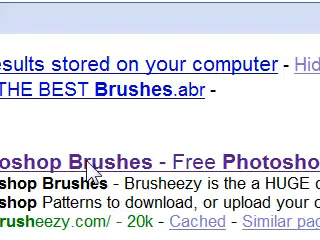 esults stored on your computer - Hid
THE BEST Brushes.abr -
oshop Brushes - Free Photosho
shop Brushes - Brusheezy is the a HUGE
shop Patterns to download, or upload your
rusheezy.com/ - 20k - Cached - Similar pag